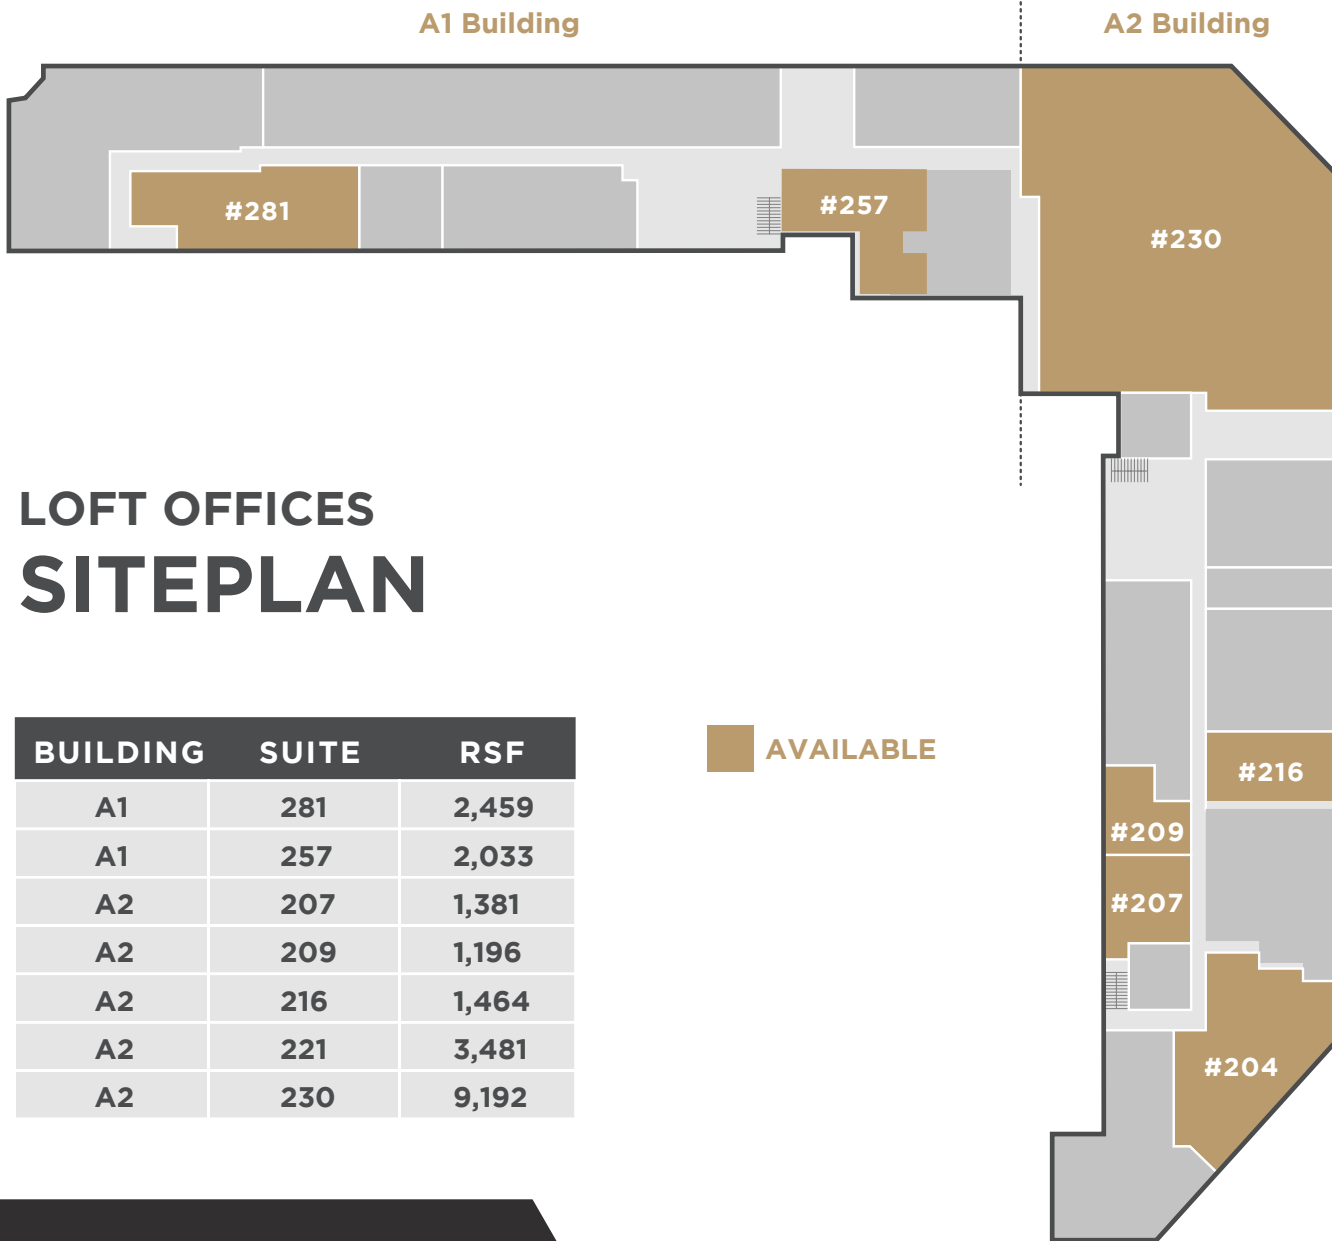 A1 Building
A2 Building
#281
#257
#230
LOFT OFFICES
SITEPLAN
BUILDING SUITE RSF
A1 281 2,459
A1 257 2,033
A2 207 1,381
A2 209 1,196
A2 216 1,464
A2 221 3,481
A2 230 9,192
AVAILABLE
#216
#209
#207
#204